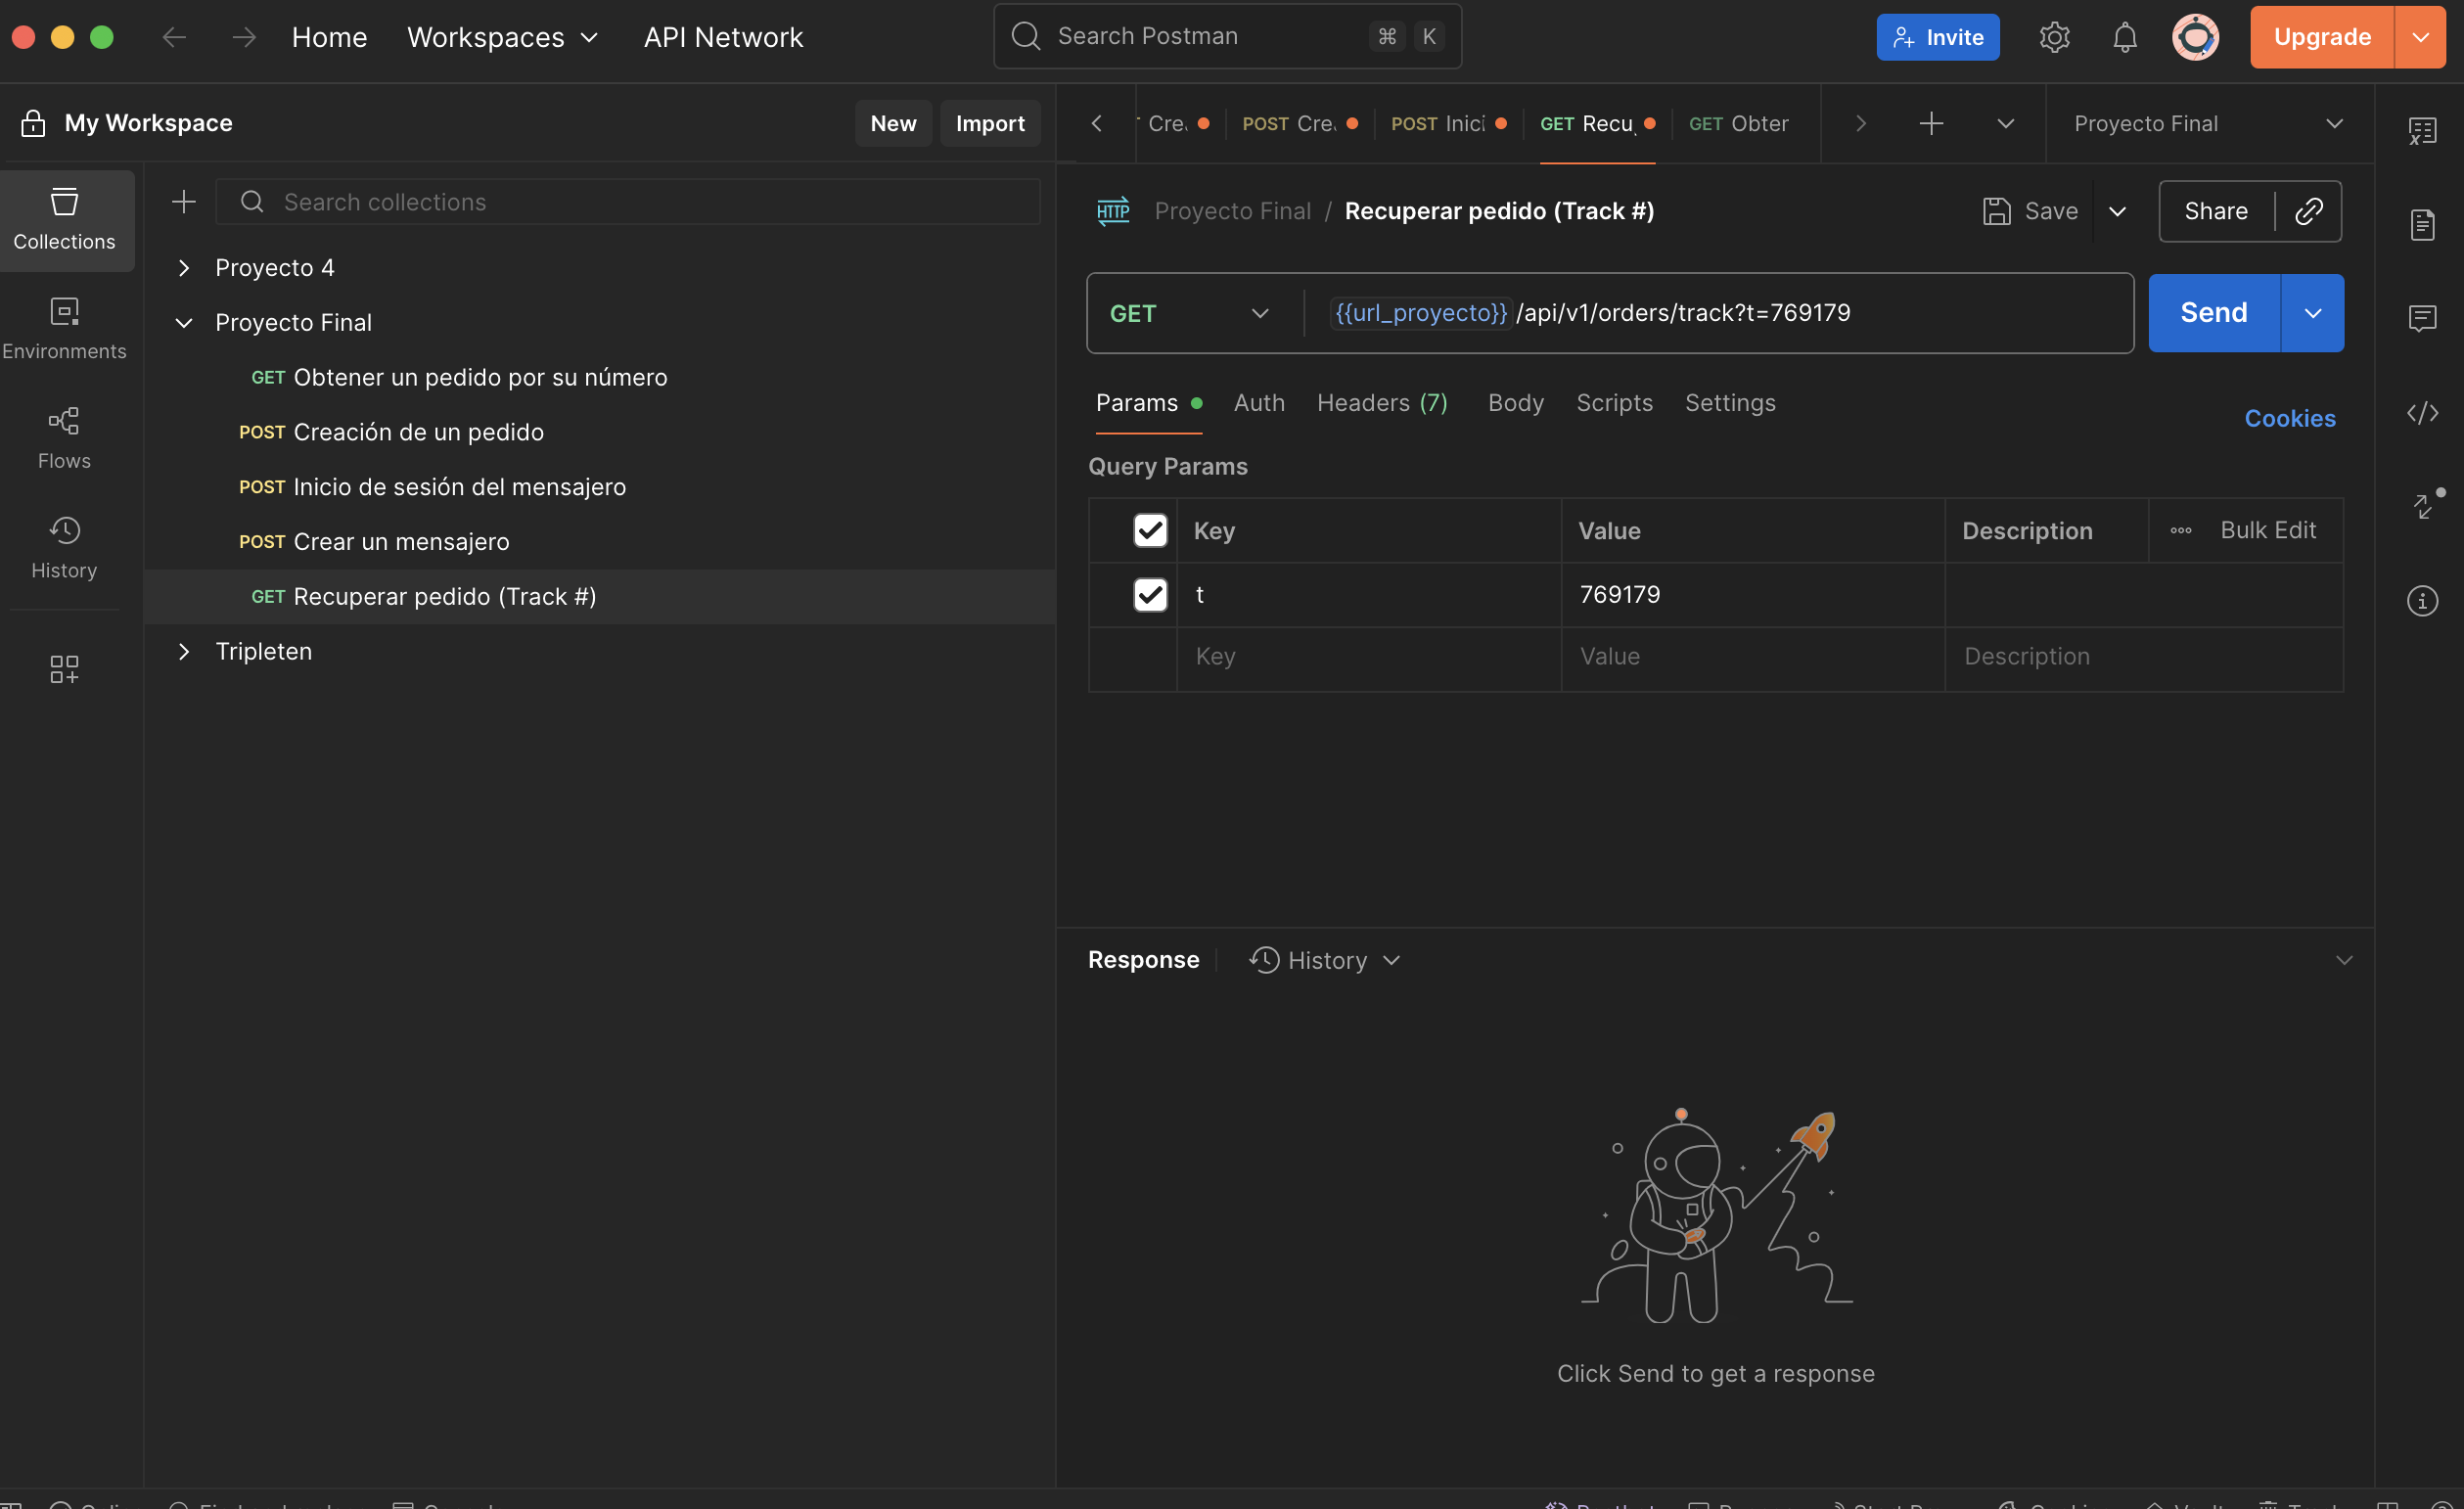 Home Workspaces API Network
Search Postman ⌘ K
Invite Upgrade
My Workspace New Import
POST POST GET GET Obter
Proyecto Final
Collections
Environments
Flows
History
Search collections
Proyecto 4
Proyecto Final
GET Obtener un pedido por su número
POST Creación de un pedido
POST Inicio de sesión del mensajero
POST Crear un mensajero
GET Recuperar pedido (Track #)
Tripleten
HTTP Proyecto Final / Recuperar pedido (Track #)
Save Share
GET {{url_proyecto}} /api/v1/orders/track?t=769179 Send
Params Auth Headers (7) Body Scripts Settings
Cookies
Query Params
Key Value Description Bulk Edit
t 769179
Key Value Description
Response History
Click Send to get a response